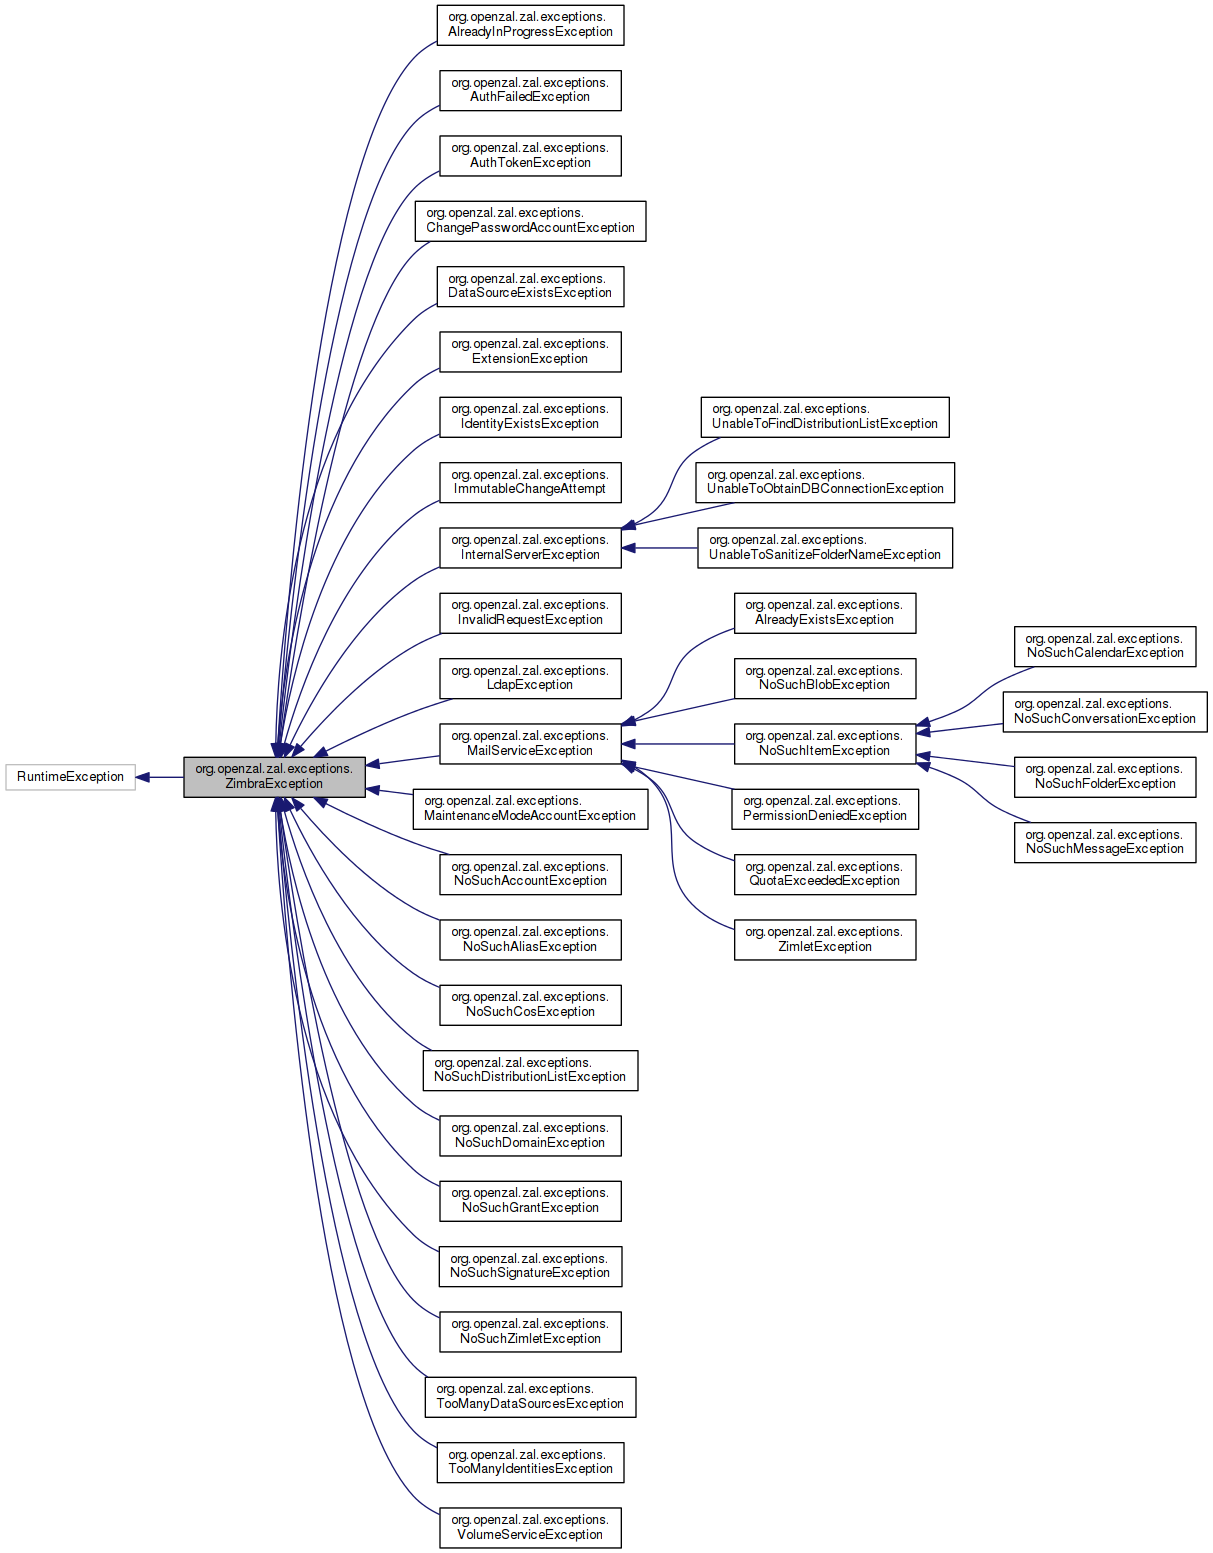 org.openzal.zal.exceptions.
AlreadyInProgressException
org.openzal.zal.exceptions.
AuthFailedException
org.openzal.zal.exceptions.
AuthTokenException
org.openzal.zal.exceptions.
ChangePasswordAccountException
org.openzal.zal.exceptions.
DataSourceExistsException
org.openzal.zal.exceptions.
ExtensionException
org.openzal.zal.exceptions.
IdentityExistsException
org.openzal.zal.exceptions.
ImmutableChangeAttempt
org.openzal.zal.exceptions.
InternalServerException
org.openzal.zal.exceptions.
InvalidRequestException
org.openzal.zal.exceptions.
LdapException
org.openzal.zal.exceptions.
MailServiceException
org.openzal.zal.exceptions.
MaintenanceModeAccountException
org.openzal.zal.exceptions.
NoSuchAccountException
org.openzal.zal.exceptions.
NoSuchAliasException
org.openzal.zal.exceptions.
NoSuchCosException
org.openzal.zal.exceptions.
NoSuchDistributionListException
org.openzal.zal.exceptions.
NoSuchDomainException
org.openzal.zal.exceptions.
NoSuchGrantException
org.openzal.zal.exceptions.
NoSuchSignatureException
org.openzal.zal.exceptions.
NoSuchZimletException
org.openzal.zal.exceptions.
TooManyDataSourcesException
org.openzal.zal.exceptions.
TooManyIdentitiesException
org.openzal.zal.exceptions.
VolumeServiceException
RuntimeException
org.openzal.zal.exceptions.
ZimbraException
org.openzal.zal.exceptions.
UnableToFindDistributionListException
org.openzal.zal.exceptions.
UnableToObtainDBConnectionException
org.openzal.zal.exceptions.
UnableToSanitizeFolderNameException
org.openzal.zal.exceptions.
AlreadyExistsException
org.openzal.zal.exceptions.
NoSuchBlobException
org.openzal.zal.exceptions.
NoSuchItemException
org.openzal.zal.exceptions.
PermissionDeniedException
org.openzal.zal.exceptions.
QuotaExceededException
org.openzal.zal.exceptions.
ZimletException
org.openzal.zal.exceptions.
NoSuchCalendarException
org.openzal.zal.exceptions.
NoSuchConversationException
org.openzal.zal.exceptions.
NoSuchFolderException
org.openzal.zal.exceptions.
NoSuchMessageException